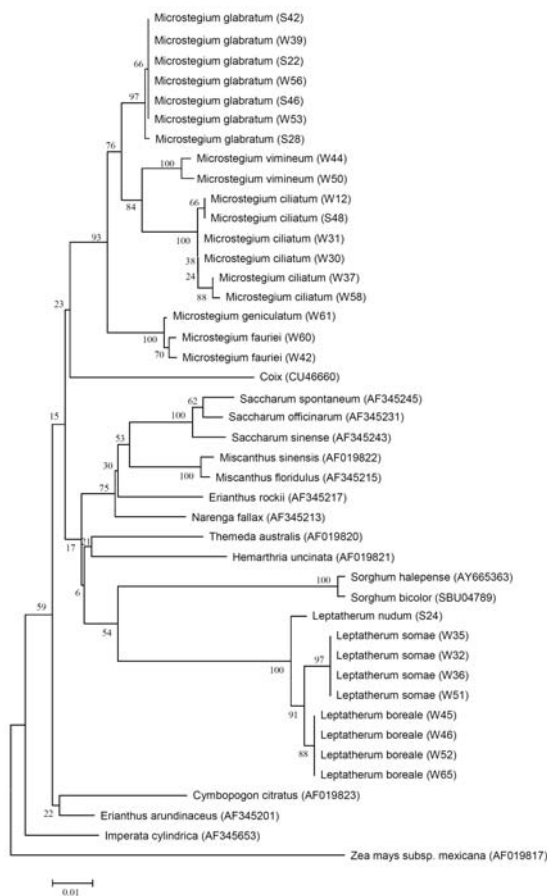 Microstegium glabratum (S42)
Microstegium glabratum (W39)
Microstegium glabratum (S22)
66
Microstegium glabratum (W56)
97
Microstegium glabratum (S46)
Microstegium glabratum (W53)
Microstegium glabratum (S28)
76
100
Microstegium vimineum (W44)
Microstegium vimineum (W50)
84
66
Microstegium ciliatum (W12)
Microstegium ciliatum (S48)
100
Microstegium ciliatum (W31)
93
38
Microstegium ciliatum (W30)
24
Microstegium ciliatum (W37)
88
Microstegium ciliatum (W58)
23
Microstegium geniculatum (W61)
100
Microstegium fauriei (W60)
70
Microstegium fauriei (W42)
Coix (CU46660)
62
Saccharum spontaneum (AF345245)
15
100
Saccharum officinarum (AF345231)
53
Saccharum sinense (AF345243)
Miscanthus sinensis (AF019822)
30
100
Miscanthus floridulus (AF345215)
75
Erianthus rockii (AF345217)
Narenga fallax (AF345213)
17
21
Themeda australis (AF019820)
Hemarthria uncinata (AF019821)
6
100
Sorghum halepense (AY665363)
Sorghum bicolor (SBU04789)
59
54
Leptatherum nudum (S24)
100
97
Leptatherum somae (W35)
Leptatherum somae (W32)
Leptatherum somae (W36)
Leptatherum somae (W51)
91
Leptatherum boreale (W45)
Leptatherum boreale (W46)
88
Leptatherum boreale (W52)
Leptatherum boreale (W65)
Cymbopogon citratus (AF019823)
22
Erianthus arundinaceus (AF345201)
Imperata cylindrica (AF345653)
Zea mays subsp. mexicana (AF019817)
0.01